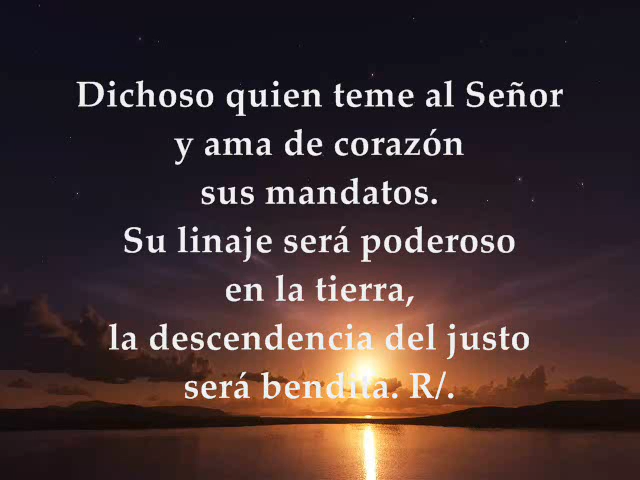 Dichoso quien teme al Señor
y ama de corazón
sus mandatos.
Su linaje será poderoso
en la tierra,
la descendencia del justo
será bendita. R/.